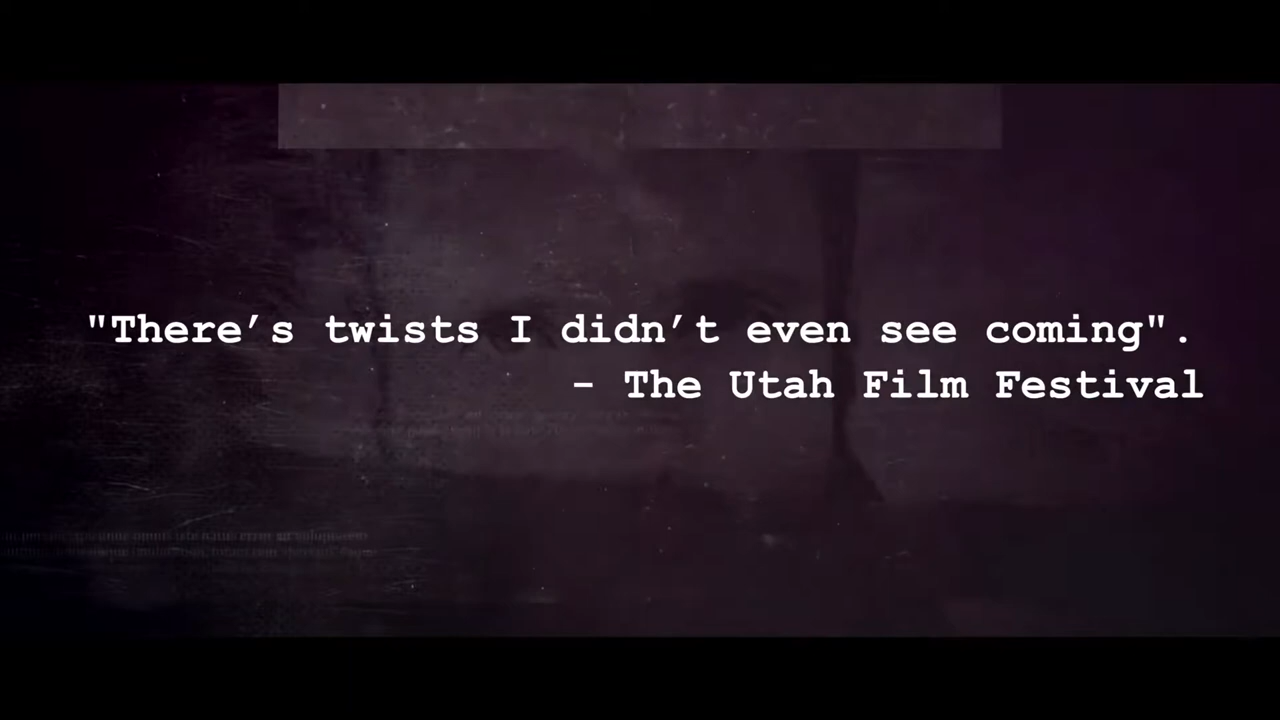 "There’s twists I didn’t even see coming".
- The Utah Film Festival